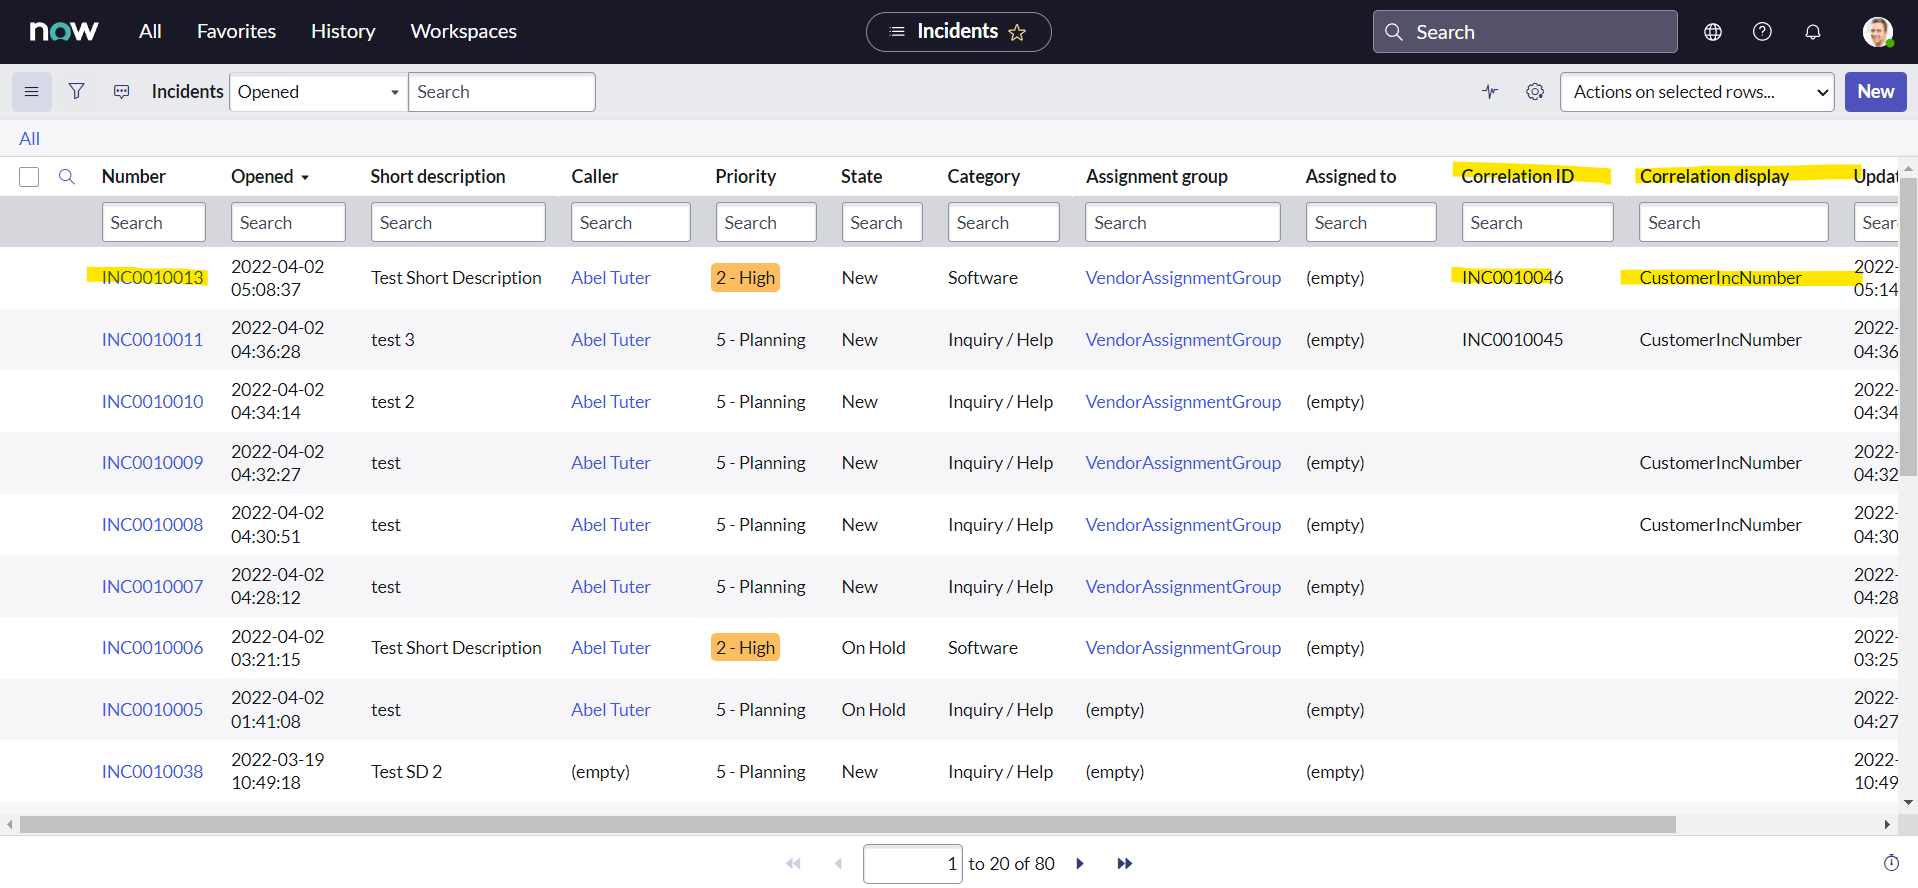 now All Favorites History Workspaces Incidents Search
Incidents Opened Search Actions on selected rows... New
All
Number Opened Short description Caller Priority State Category Assignment group Assigned to Correlation ID Correlation display Updat
Search Search Search Search Search Search Search Search Search Search Search Sear
INC0010013 2022-04-02 05:08:37 Test Short Description Abel Tuter 2 - High New Software VendorAssignmentGroup (empty) INC0010046 CustomerIncNumber 2022- 05:14
INC0010011 2022-04-02 04:36:28 test 3 Abel Tuter 5 - Planning New Inquiry / Help VendorAssignmentGroup (empty) INC0010045 CustomerIncNumber 2022- 04:36
INC0010010 2022-04-02 04:34:14 test 2 Abel Tuter 5 - Planning New Inquiry / Help VendorAssignmentGroup (empty) 2022- 04:34
INC0010009 2022-04-02 04:32:27 test Abel Tuter 5 - Planning New Inquiry / Help VendorAssignmentGroup (empty) CustomerIncNumber 2022- 04:32
INC0010008 2022-04-02 04:30:51 test Abel Tuter 5 - Planning New Inquiry / Help VendorAssignmentGroup (empty) CustomerIncNumber 2022- 04:30
INC0010007 2022-04-02 04:28:12 test Abel Tuter 5 - Planning New Inquiry / Help VendorAssignmentGroup (empty) 2022- 04:28
INC0010006 2022-04-02 03:21:15 Test Short Description Abel Tuter 2 - High On Hold Software VendorAssignmentGroup (empty) 2022- 03:25
INC0010005 2022-04-02 01:41:08 test Abel Tuter 5 - Planning On Hold Inquiry / Help (empty) (empty) 2022- 04:27
INC0010038 2022-03-19 10:49:18 Test SD 2 (empty) 5 - Planning New Inquiry / Help (empty) (empty) 2022- 10:49
1 to 20 of 80